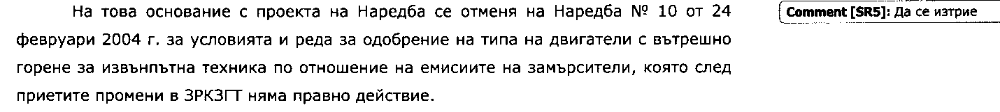 На това основание с проекта на Наредба се отменя на Наредба № 10 от 24
февруари 2004 г. за условията и реда за одобрение на типа на двигатели с вътрешно
горене за извънпътна техника по отношение на емисиите на замърсители, която след
приетите промени в ЗРКЗГТ няма правно действие.
Comment [SR5]: Да се изтрие